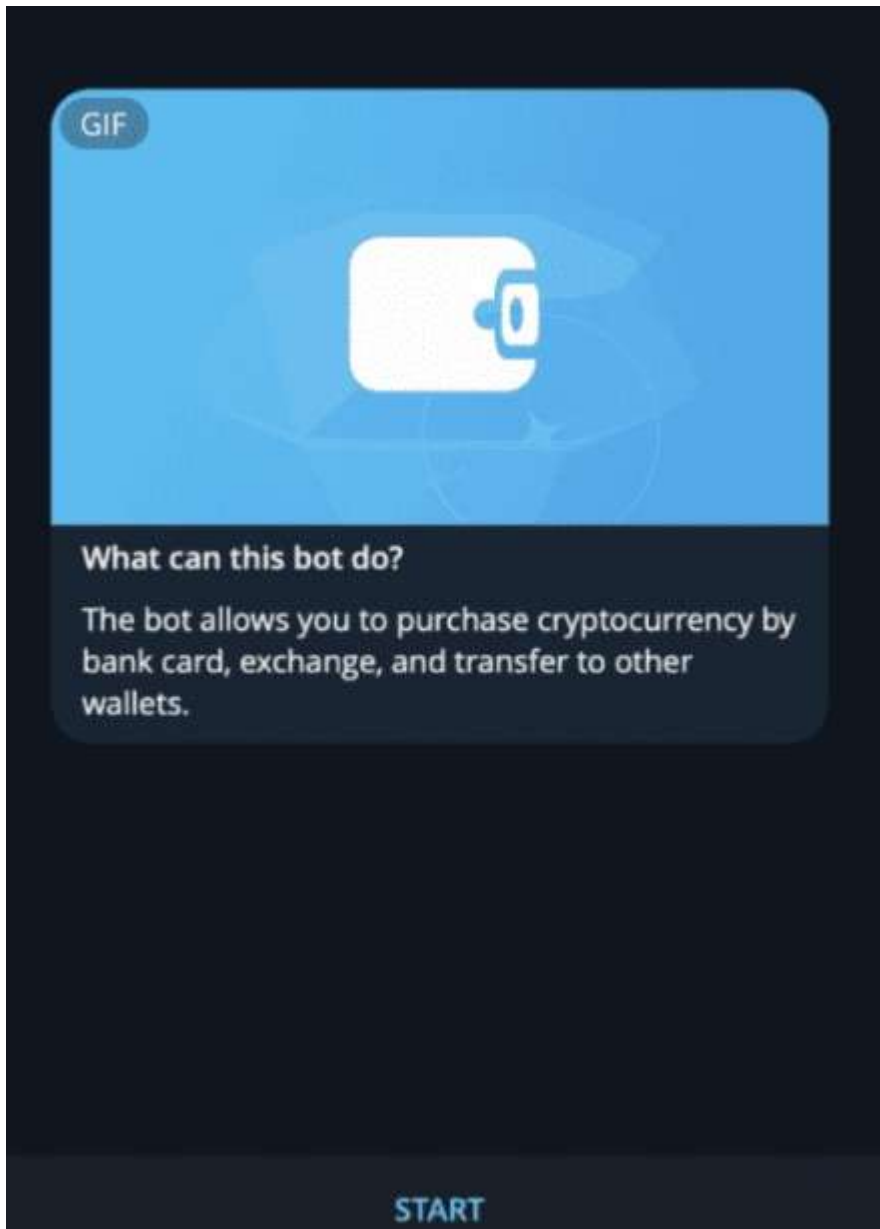 GIF
What can this bot do?
The bot allows you to purchase cryptocurrency by
bank card, exchange, and transfer to other
wallets.
START